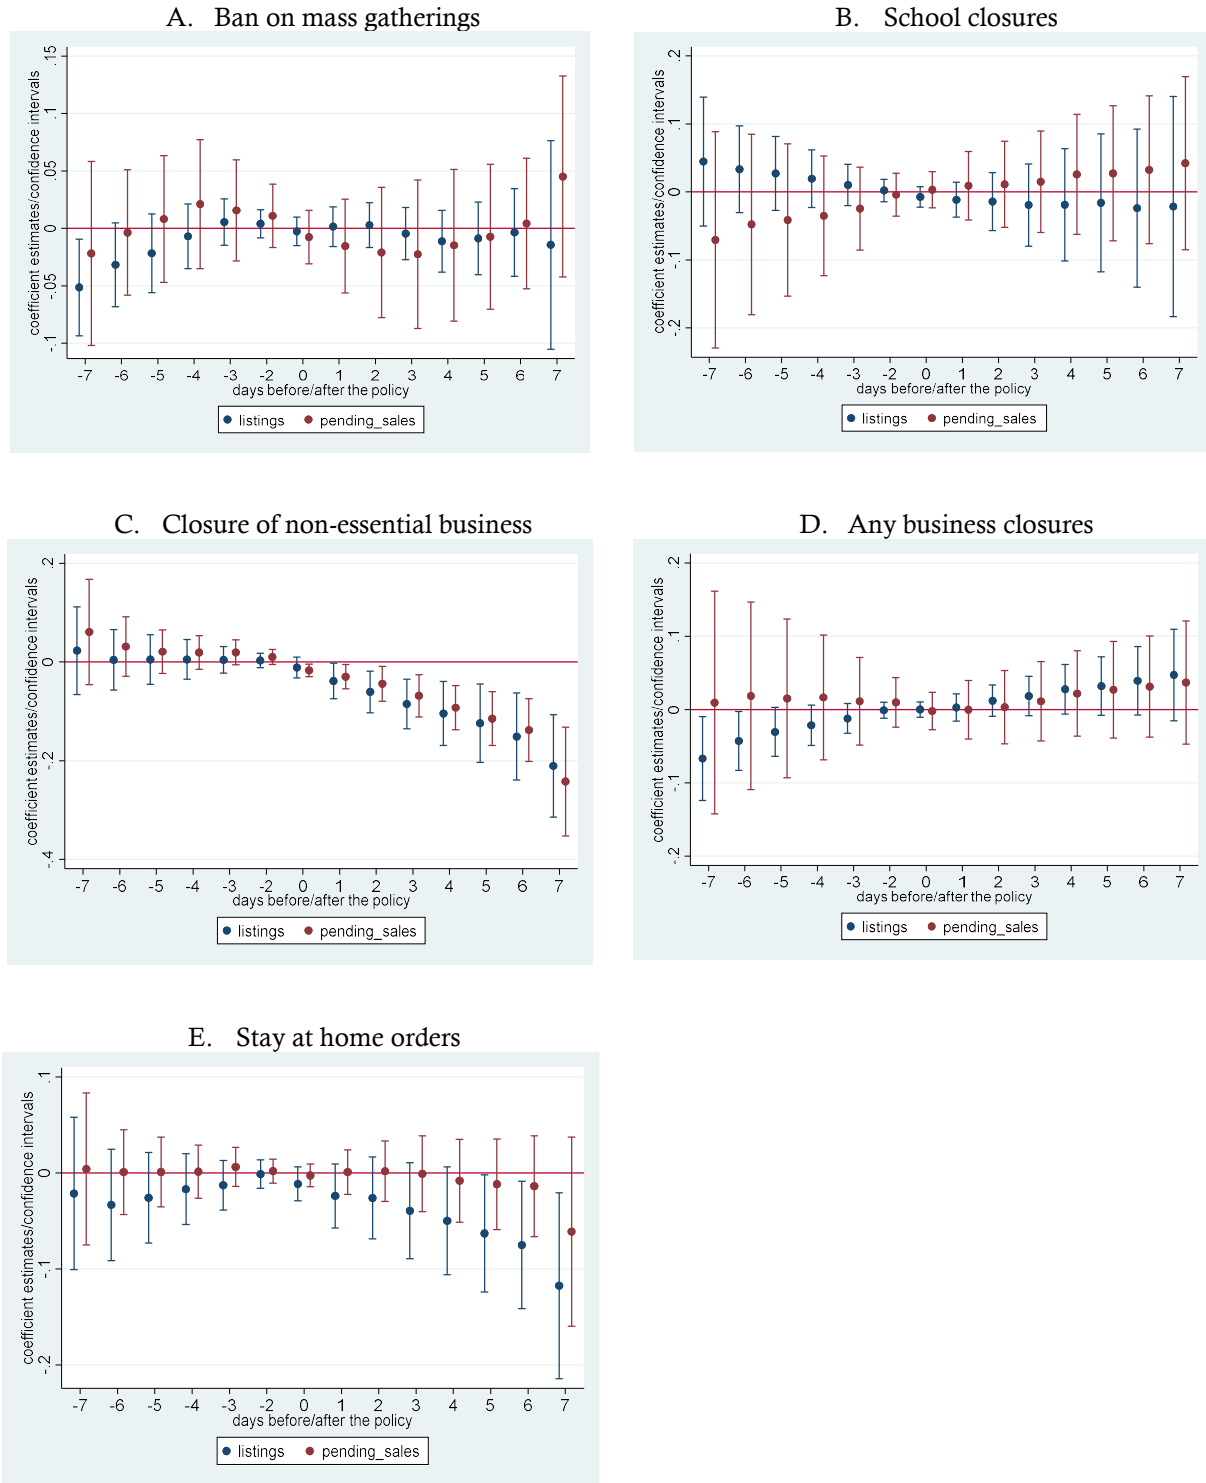 A. Ban on mass gatherings
coefficient estimates/confidence intervals
.15
.1
.05
0
-.05
-.1
-7 -6 -5 -4 -3 -2 0 1 2 3 4 5 6 7
days before/after the policy
listings pending_sales
B. School closures
coefficient estimates/confidence intervals
.2
.1
0
-.1
-.2
-7 -6 -5 -4 -3 -2 0 1 2 3 4 5 6 7
days before/after the policy
listings pending_sales
C. Closure of non-essential business
coefficient estimates/confidence intervals
.2
0
-.2
-.4
-7 -6 -5 -4 -3 -2 0 1 2 3 4 5 6 7
days before/after the policy
listings pending_sales
D. Any business closures
coefficient estimates/confidence intervals
.2
.1
0
-.1
-.2
-7 -6 -5 -4 -3 -2 0 1 2 3 4 5 6 7
days before/after the policy
listings pending_sales
E. Stay at home orders
coefficient estimates/confidence intervals
.1
0
-.1
-.2
-7 -6 -5 -4 -3 -2 0 1 2 3 4 5 6 7
days before/after the policy
listings pending_sales